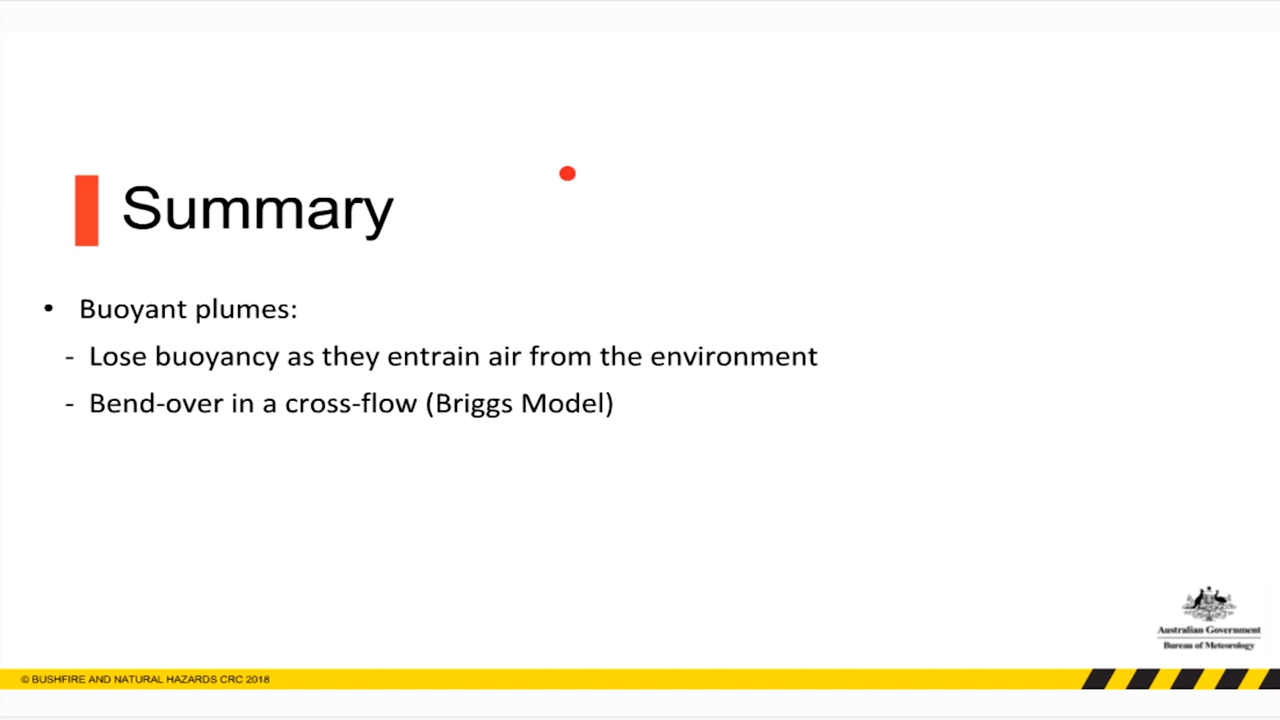 Summary
• Buoyant plumes:
- Lose buoyancy as they entrain air from the environment
- Bend-over in a cross-flow (Briggs Model)
Australian Government
Bureau of Meteorology
© BUSHFIRE AND NATURAL HAZARDS CRC 2018